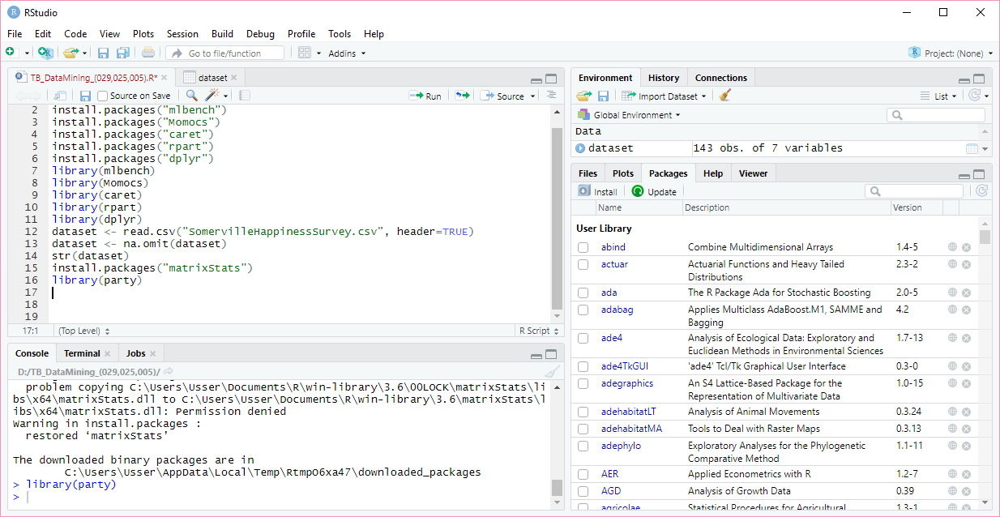 RStudio
File Edit Code View Plots Session Build Debug Profile Tools Help
Go to file/function Addins Project: (None)
TB_DataMining_(029,025,005).R* dataset
Source on Save Run Source
2 install.packages("mlbench")
3 install.packages("Momocs")
4 install.packages("caret")
5 install.packages("rpart")
6 install.packages("dplyr")
7 library(mlbench)
8 library(Momocs)
9 library(caret)
10 library(rpart)
11 library(dplyr)
12 dataset <- read.csv("SomervilleHappinessSurvey.csv", header=TRUE)
13 dataset <- na.omit(dataset)
14 str(dataset)
15 install.packages("matrixStats")
16 library(party)
17
18
19
17:1 (Top Level) R Script
Console Terminal Jobs
D:/TB_DataMining_(029,025,005)/
problem copying C:\Users\Usser\Documents\R\win-library\3.6\00LOCK\matrixStats\li
bs\x64\matrixStats.dll to C:\Users\Usser\Documents\R\win-library\3.6\matrixStats\l
ibs\x64\matrixStats.dll: Permission denied
Warning in install.packages :
restored ‘matrixStats’
The downloaded binary packages are in
C:\Users\Usser\AppData\Local\Temp\RtmpO6xa47\downloaded_packages
> library(party)
>
Environment History Connections
Import Dataset List
Global Environment
Data
dataset 143 obs. of 7 variables
Files Plots Packages Help Viewer
Install Update
Name Description Version
User Library
abind Combine Multidimensional Arrays 1.4-5
actuar Actuarial Functions and Heavy Tailed 2.3-2
Distributions
ada The R Package Ada for Stochastic Boosting 2.0-5
adabag Applies Multiclass AdaBoost.M1, SAMME and 4.2
Bagging
ade4 Analysis of Ecological Data: Exploratory and 1.7-13
Euclidean Methods in Environmental Sciences
ade4TkGUI 'ade4' Tcl/Tk Graphical User Interface 0.3-0
adegraphics An S4 Lattice-Based Package for the 1.0-15
Representation of Multivariate Data
adehabitatLT Analysis of Animal Movements 0.3.24
adehabitatMA Tools to Deal with Raster Maps 0.3.13
adephylo Exploratory Analyses for the Phylogenetic 1.1-11
Comparative Method
AER Applied Econometrics with R 1.2-7
AGD Analysis of Growth Data 0.39
agricolae Statistical Procedures for Agricultural 1.3-1